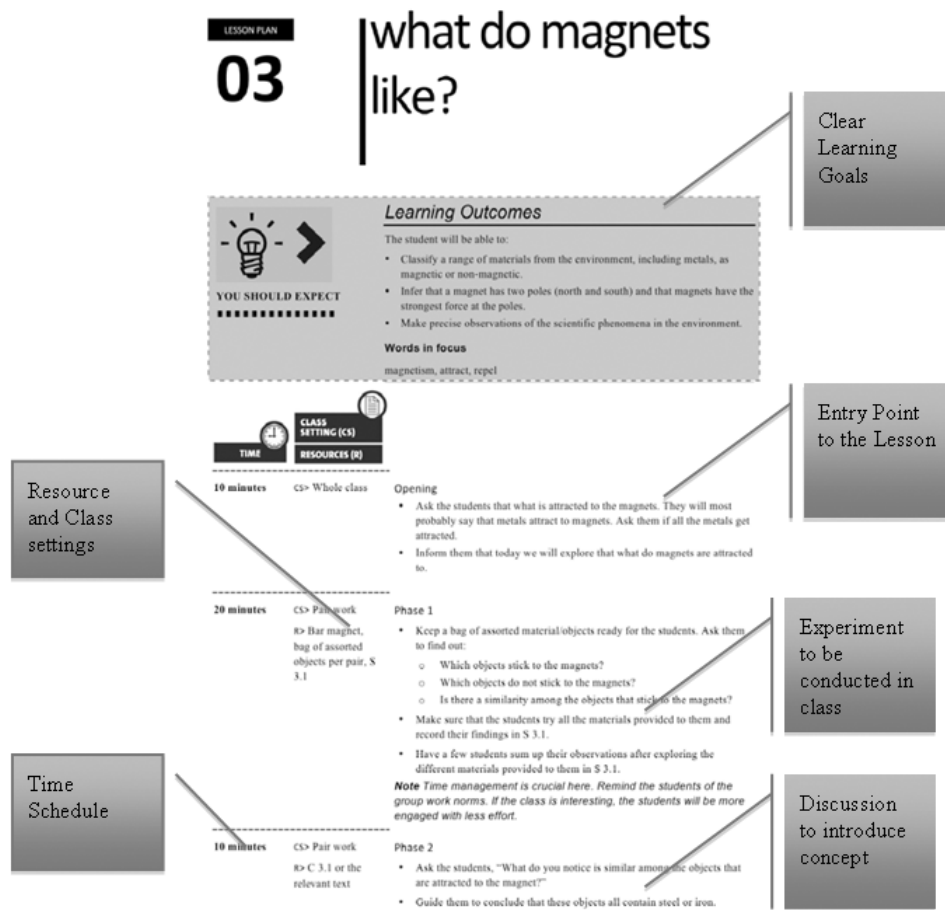 LESSON PLAN
03
what do magnets
like?
Clear
Learning
Goals
Learning Outcomes
The student will be able to:
• Classify a range of materials from the environment, including metals, as
magnetic or non-magnetic.
• Infer that a magnet has two poles (north and south) and that magnets have the
strongest force at the poles.
• Make precise observations of the scientific phenomena in the environment.
YOU SHOULD EXPECT
Words in focus
magnetism, attract, repel
Entry Point
to the Lesson
TIME
CLASS
SETTING (CS)
RESOURCES (R)
Resource
and Class
settings
10 minutes
CS> Whole class
Opening
▪ Ask the students that what is attracted to the magnets. They will most
probably say that metals attract to magnets. Ask them if all the metals get
attracted.
▪ Inform them that today we will explore that what do magnets are attracted
to.
20 minutes
CS> Pair work
R> Bar magnet,
bag of assorted
objects per pair, S
3.1
Phase 1
• Keep a bag of assorted material/objects ready for the students. Ask them
to find out:
o Which objects stick to the magnets?
o Which objects do not stick to the magnets?
o Is there a similarity among the objects that stick to the magnets?
• Make sure that the students try all the materials provided to them and
record their findings in S 3.1.
• Have a few students sum up their observations after exploring the
different materials provided to them in S 3.1.
Note Time management is crucial here. Remind the students of the
group work norms. If the class is interesting, the students will be more
engaged with less effort.
Experiment
to be
conducted in
class
Time
Schedule
10 minutes
CS> Pair work
R> C 3.1 or the
relevant text
Phase 2
• Ask the students, “What do you notice is similar among the objects that
are attracted to the magnet?”
• Guide them to conclude that these objects all contain steel or iron.
Discussion
to introduce
concept